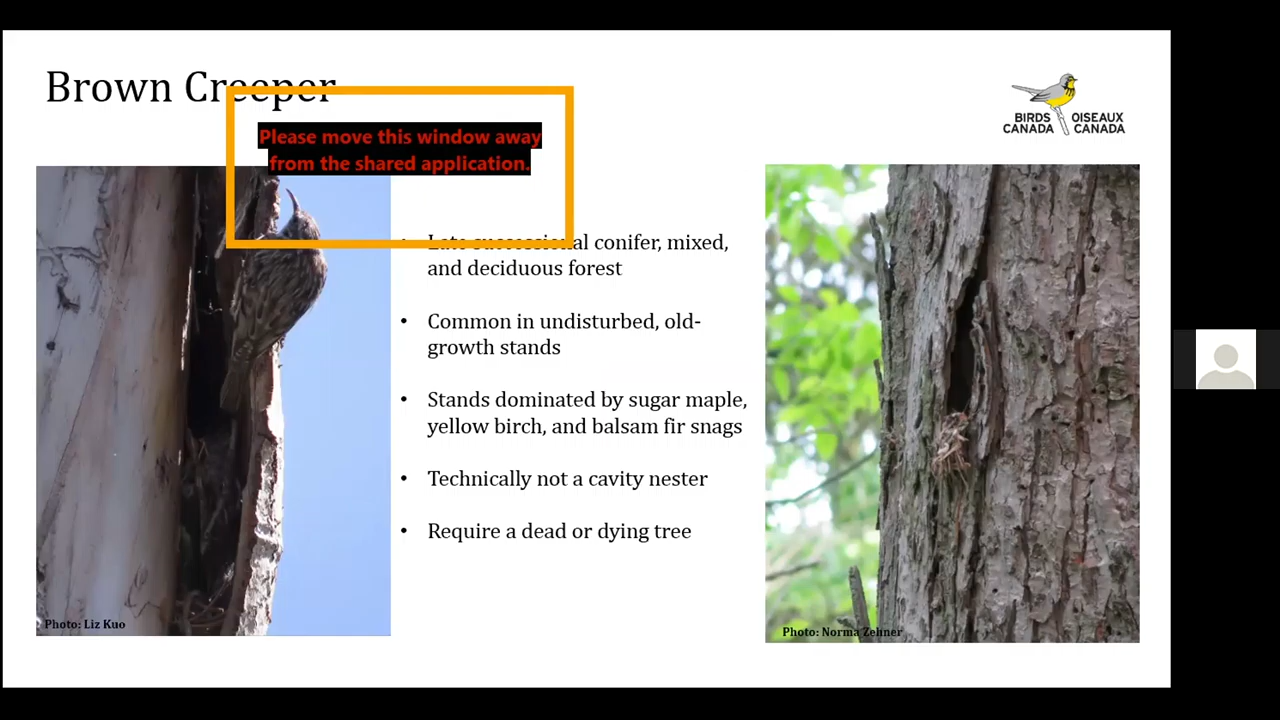 Brown Creeper
Please move this window away
from the shared application.
BIRDS OISEAUX
CANADA CANADA
• Late successional conifer, mixed,
and deciduous forest
• Common in undisturbed, old-
growth stands
• Stands dominated by sugar maple,
yellow birch, and balsam fir snags
• Technically not a cavity nester
• Require a dead or dying tree
Photo: Liz Kuo
Photo: Norma Zehner